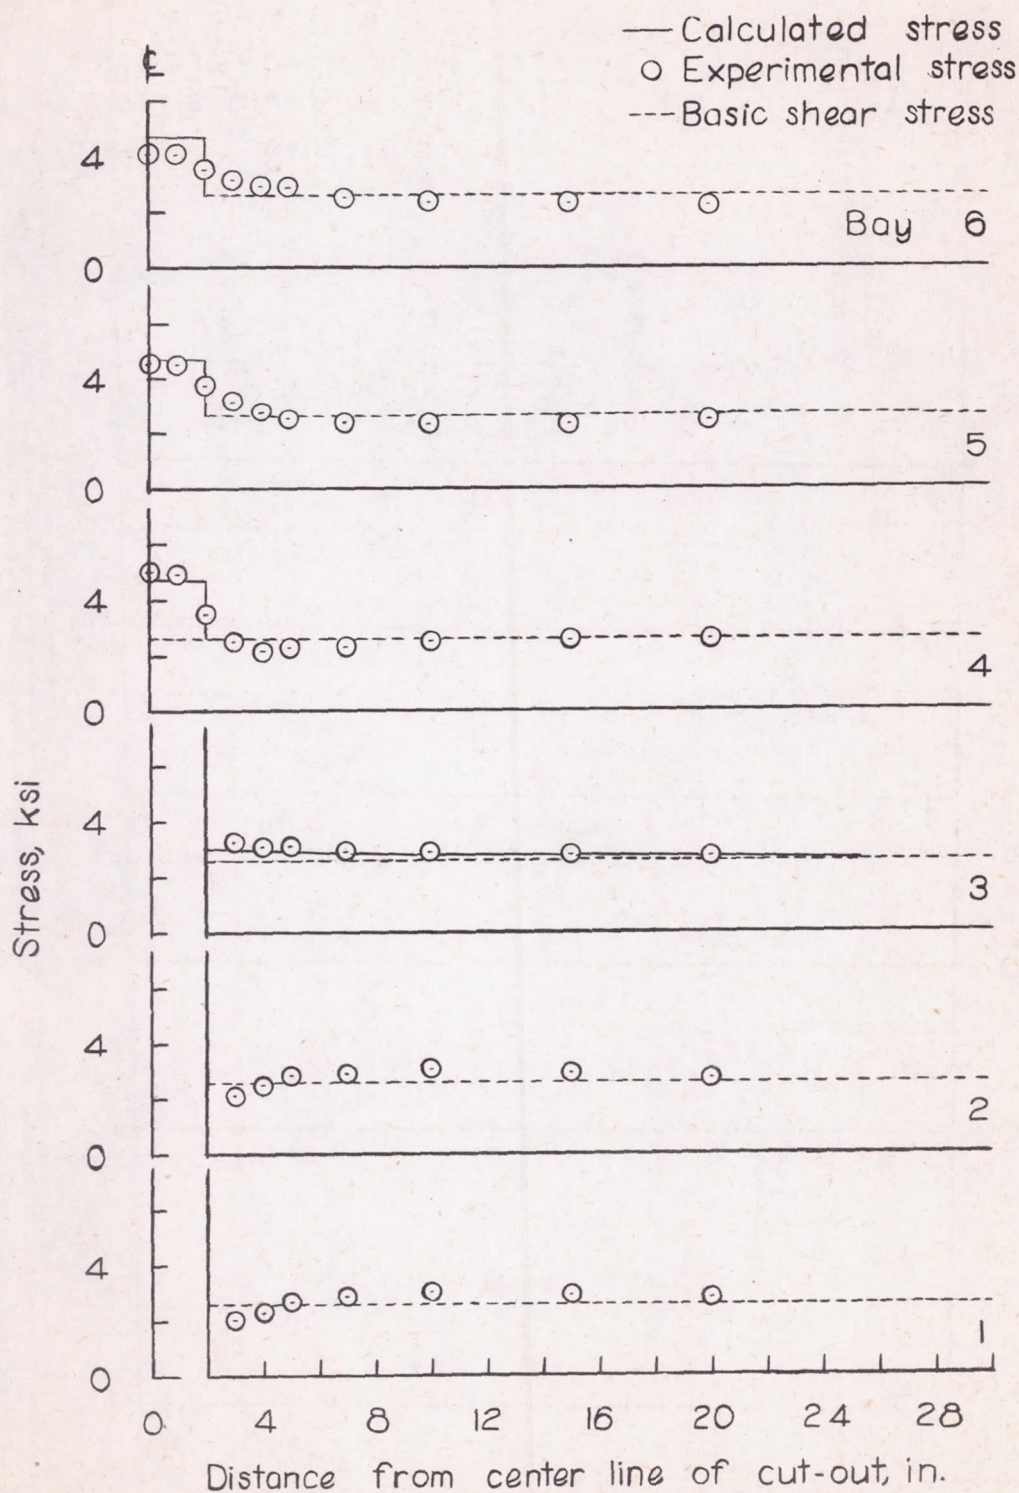 — Calculated stress
O Experimental stress
--- Basic shear stress
℄
4
0
Bay 6
4
0
5
4
0
4
Stress, ksi
4
0
3
4
0
2
4
0
1
0 4 8 12 16 20 24 28
Distance from center line of cut-out, in.